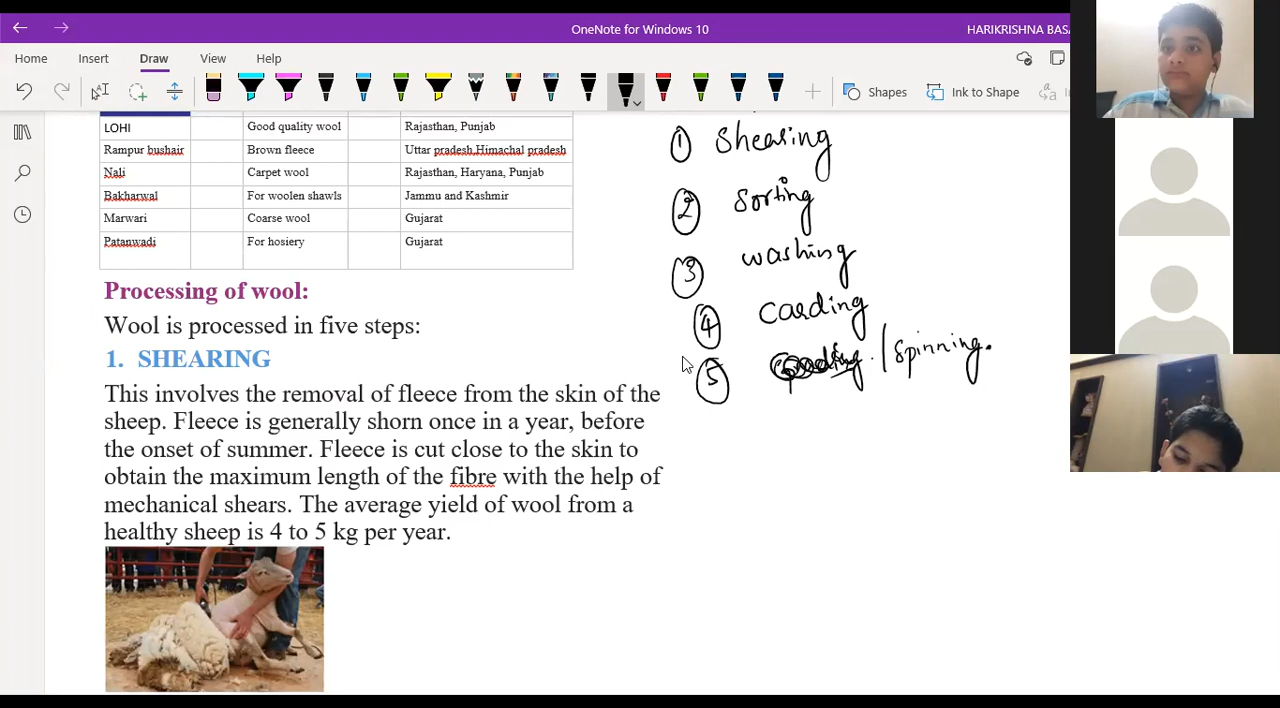 OneNote for Windows 10
HARIKRISHNA BASA
Home Insert Draw View Help
Shapes Ink to Shape
LOHI Good quality wool Rajasthan, Punjab
Rampur bushair Brown fleece Uttar pradesh,Himachal pradesh
Nali Carpet wool Rajasthan, Haryana, Punjab
Bakharwal For woolen shawls Jammu and Kashmir
Marwari Coarse wool Gujarat
Patanwadi For hosiery Gujarat
Processing of wool:
Wool is processed in five steps:
1. SHEARING
This involves the removal of fleece from the skin of the
sheep. Fleece is generally shorn once in a year, before
the onset of summer. Fleece is cut close to the skin to
obtain the maximum length of the fibre with the help of
mechanical shears. The average yield of wool from a
healthy sheep is 4 to 5 kg per year.
1 Shearing
2 Sorting
3 washing
4 Carding
5 / Spinning.